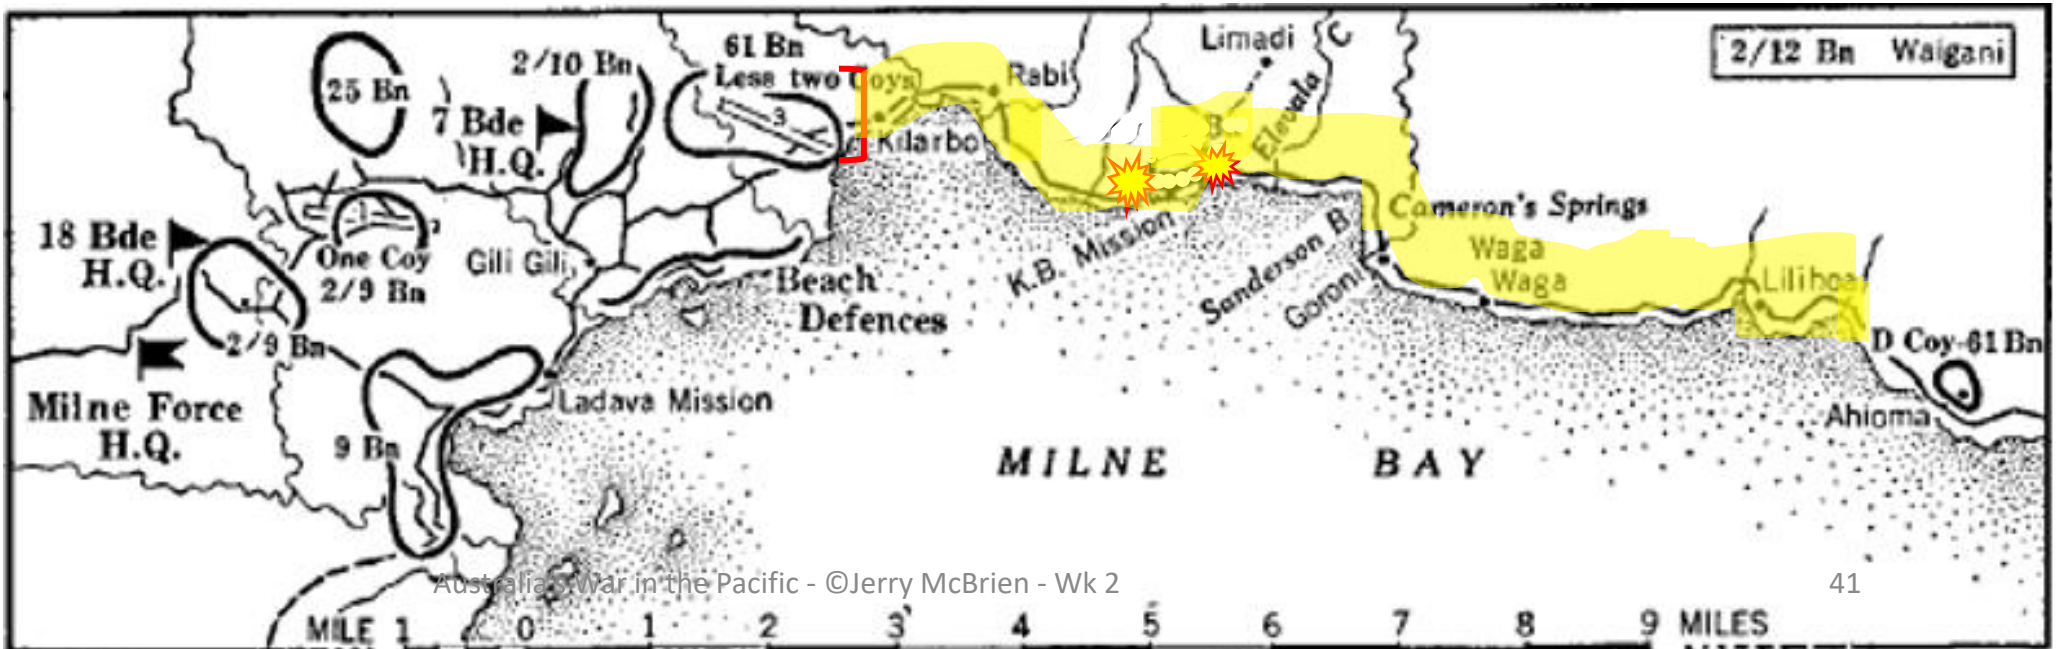 61 Bn
Less two Coys
2/10 Bn
25 Bn
7 Bde
H.Q.
3
Kilarbo
Rabi
Limadi
Elevala C
2/12 Bn Waigani
18 Bde
H.Q.
1
2
One Coy
2/9 Bn
Gili Gili
Beach
Defences
K.B. Mission
Sanderson B.
Goroni
Cameron's Springs
Waga
Waga
Lilihoa
D Coy-61 Bn
Ahioma
2/9 Bn
Milne Force
H.Q.
9 Bn
Ladava Mission
MILNE BAY
Australia's War in the Pacific - ©Jerry McBrien - Wk 2
41
MILE 1 0 1 2 3 4 5 6 7 8 9 MILES